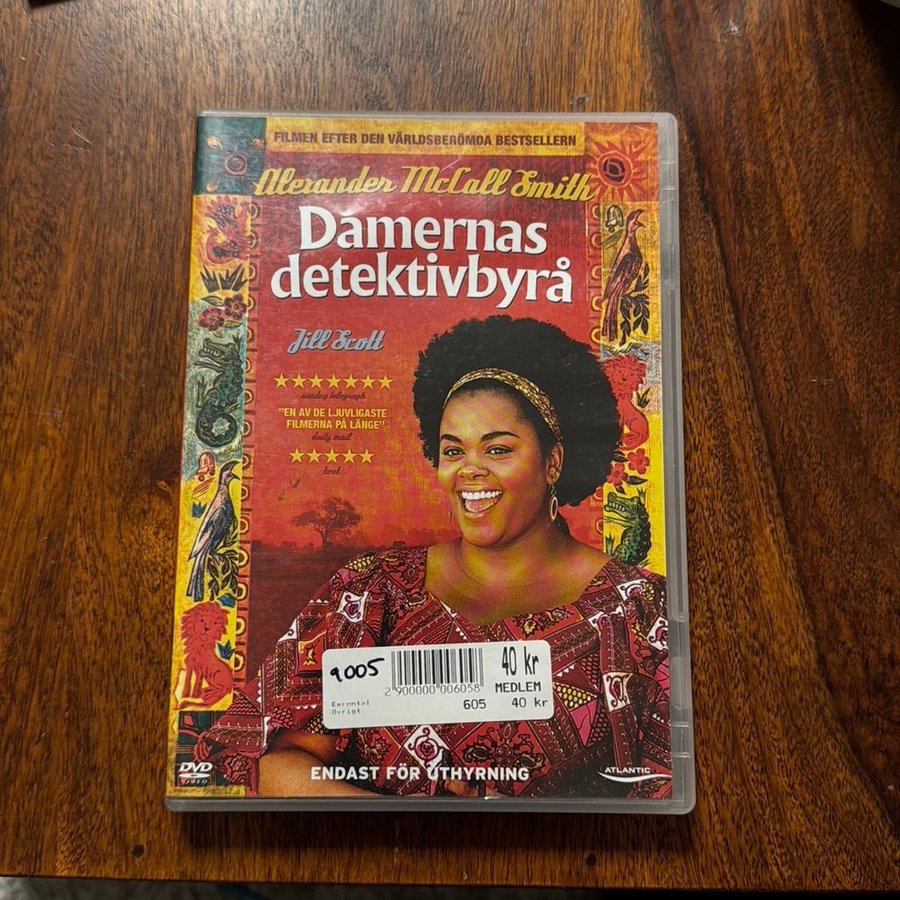 FILMEN EFTER DEN VÄRLDSBERÖMDA BESTSELLERN
Alexander McCall Smith
Damernas
detektivbyrå
Jill Scott
sunday telegraph
"EN AV DE LJUVLIGASTE
FILMERNA PÅ LÄNGE"
daily mail
heat
9005
2 900000 006058
40 kr
MEDLEM
Exrental
Övrigt
605
40 kr
DVD
VIDEO
ENDAST FÖR UTHYRNING
ATLANTIC